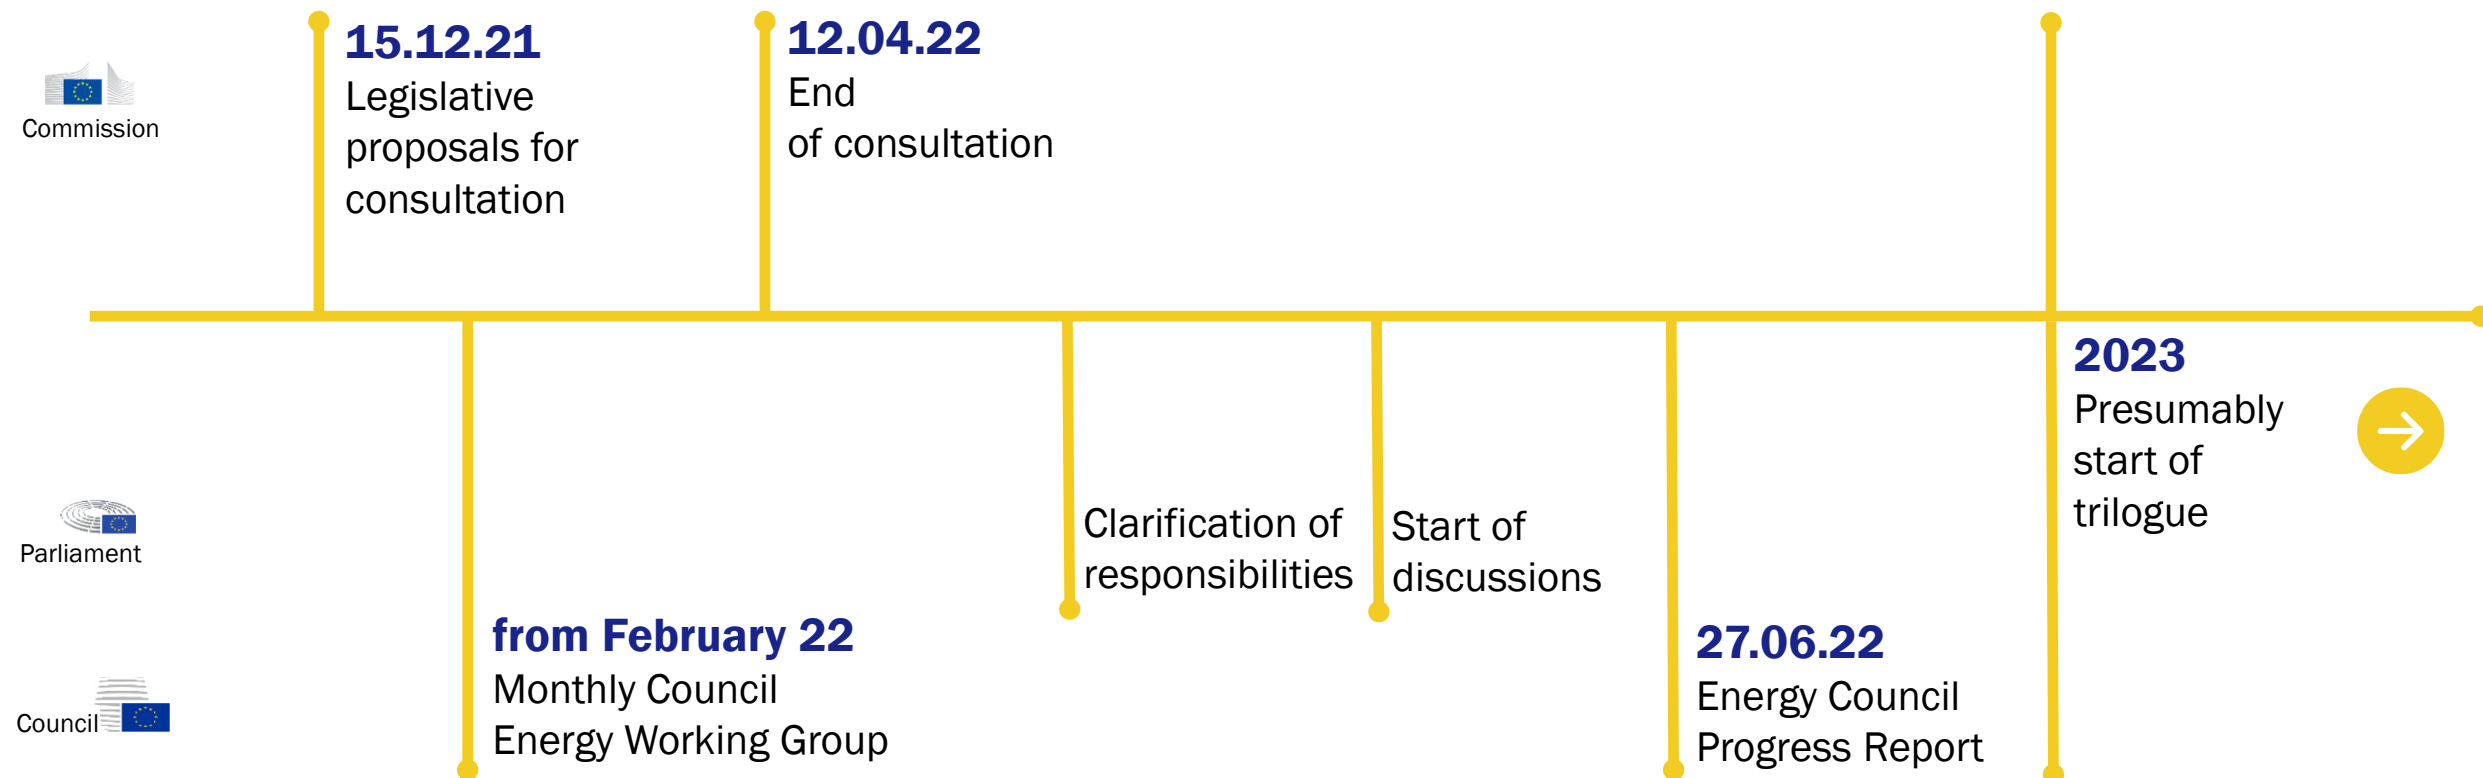 Commission
15.12.21
Legislative
proposals for
consultation
12.04.22
End
of consultation
2023
Presumably
start of
trilogue
Parliament
Clarification of
responsibilities
Start of
discussions
Council
from February 22
Monthly Council
Energy Working Group
27.06.22
Energy Council
Progress Report